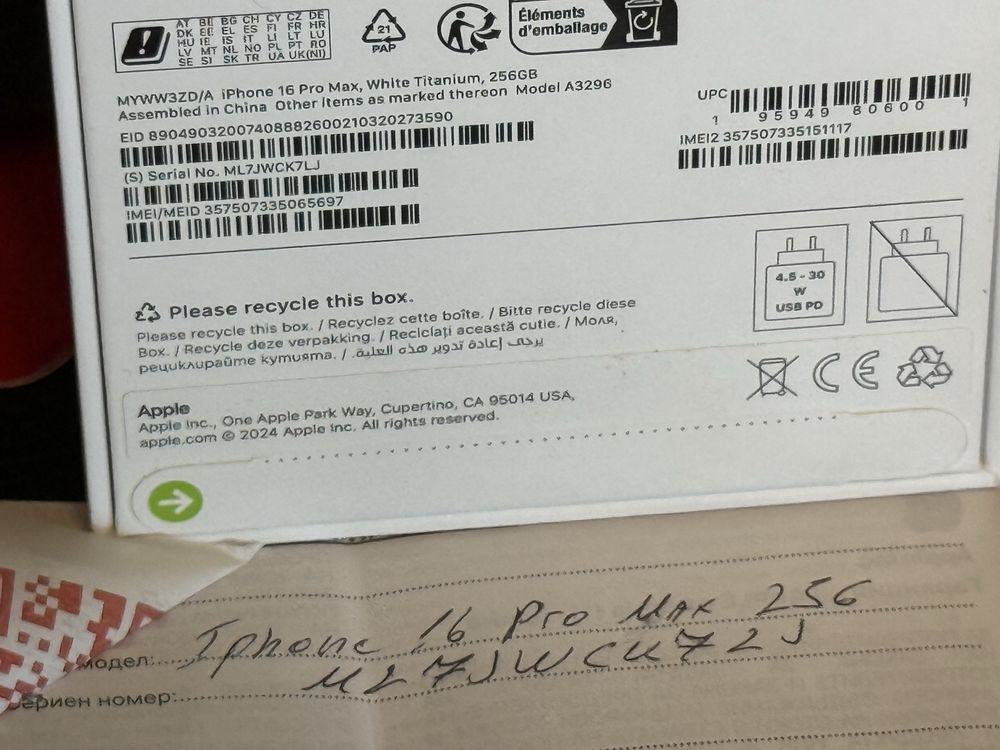 AT BE BG CH CY CZ DE
DK EE EL ES FI FR HR
HU IE IS IT LI LT LU
LV MT NL NO PL PT RO
SE SI SK TR UA UK(NI)
21
PAP
Éléments
d'emballage
MYWW3ZD/A iPhone 16 Pro Max, White Titanium, 256GB
Assembled in China Other Items as marked thereon Model A3296
EID 89049032007408882600210320273590
(S) Serial No. ML7JWCK7LJ
IMEI/MEID 357507335065697
UPC
1 95949 80600 1
IMEI2 357507335151117
4.5 - 30
W
USB PD
Please recycle this box.
Please recycle this box. / Recyclez cette boîte. / Bitte recycle diese
Box. / Recycle deze verpakking. / Reciclați această cutie. / Моля,
рециклирайте кутията. / يرجى إعادة تدوير هذه العلبة.
CE
Apple
Apple Inc., One Apple Park Way, Cupertino, CA 95014 USA,
apple.com © 2024 Apple Inc. All rights reserved.
модел: Iphone 16 Pro Max 256
сериен номер: ML7JWCK7LJ